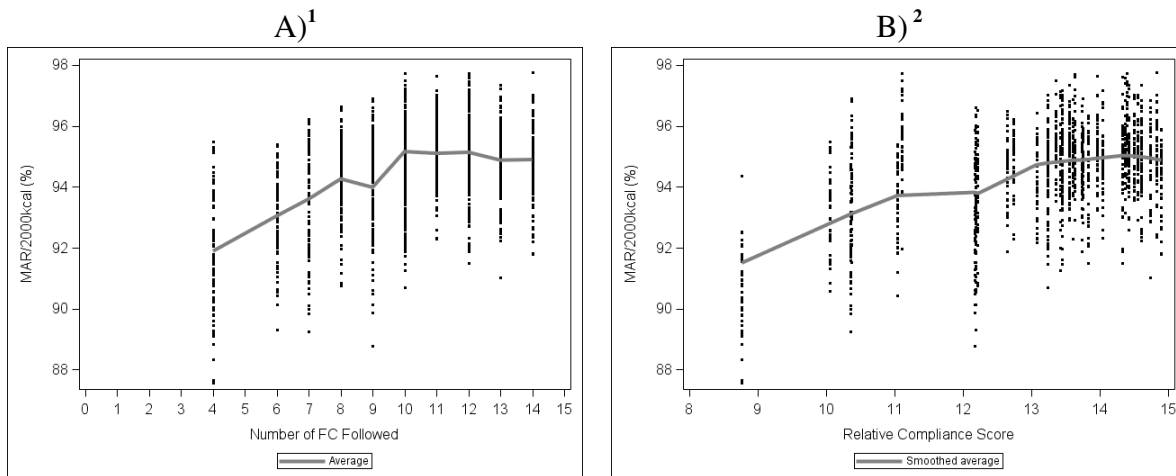 A)¹
98
96
94
92
90
88
MAR/2000kcal (%)
0 1 2 3 4 5 6 7 8 9 10 11 12 13 14 15
Number of FC Followed
Average
B) ²
98
96
94
92
90
88
MAR/2000kcal (%)
8 9 10 11 12 13 14 15
Relative Compliance Score
Smoothed average